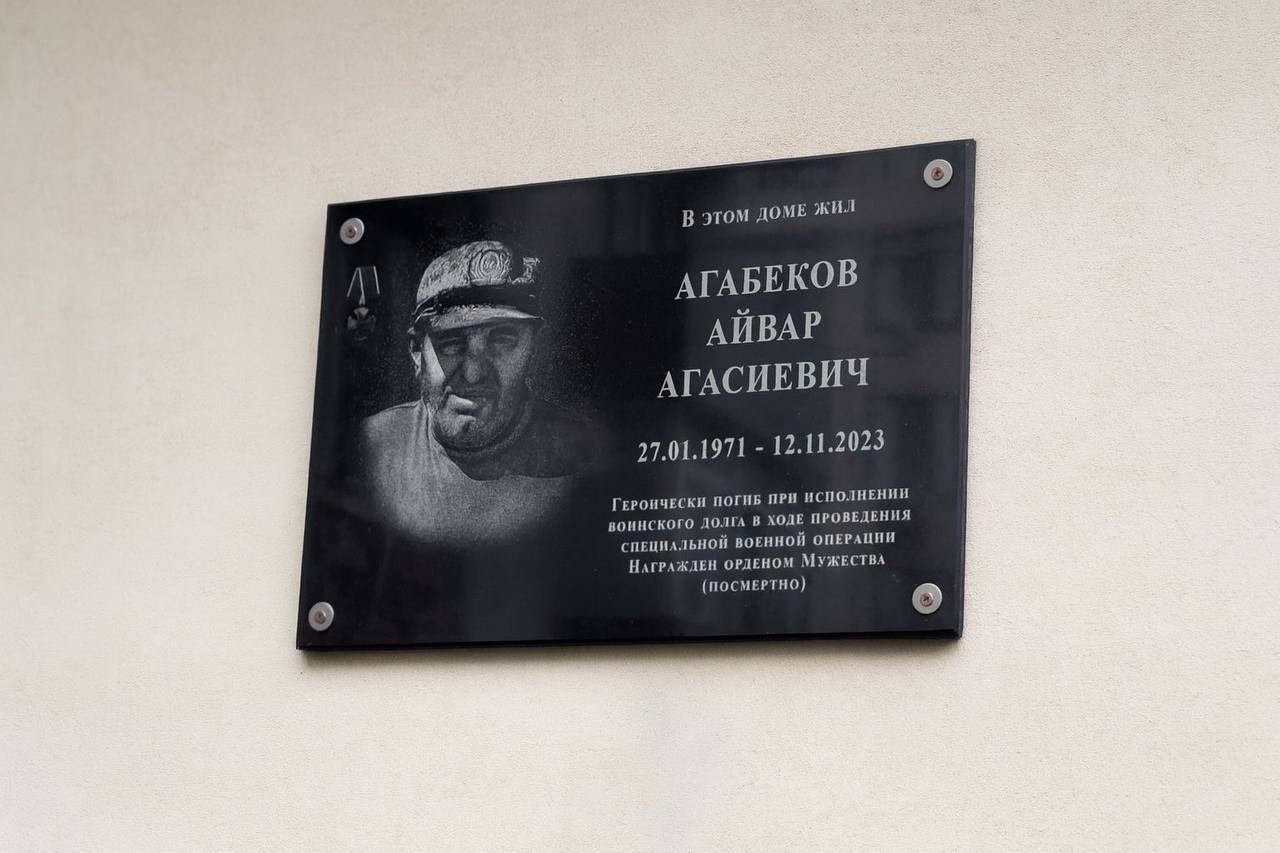 В ЭТОМ ДОМЕ ЖИЛ
АГАБЕКОВ
АЙВАР
АГАСИЕВИЧ
27.01.1971 - 12.11.2023
ГЕРОИЧЕСКИ ПОГИБ ПРИ ИСПОЛНЕНИИ
ВОИНСКОГО ДОЛГА В ХОДЕ ПРОВЕДЕНИЯ
СПЕЦИАЛЬНОЙ ВОЕННОЙ ОПЕРАЦИИ
НАГРАЖДЕН ОРДЕНОМ МУЖЕСТВА
(ПОСМЕРТНО)